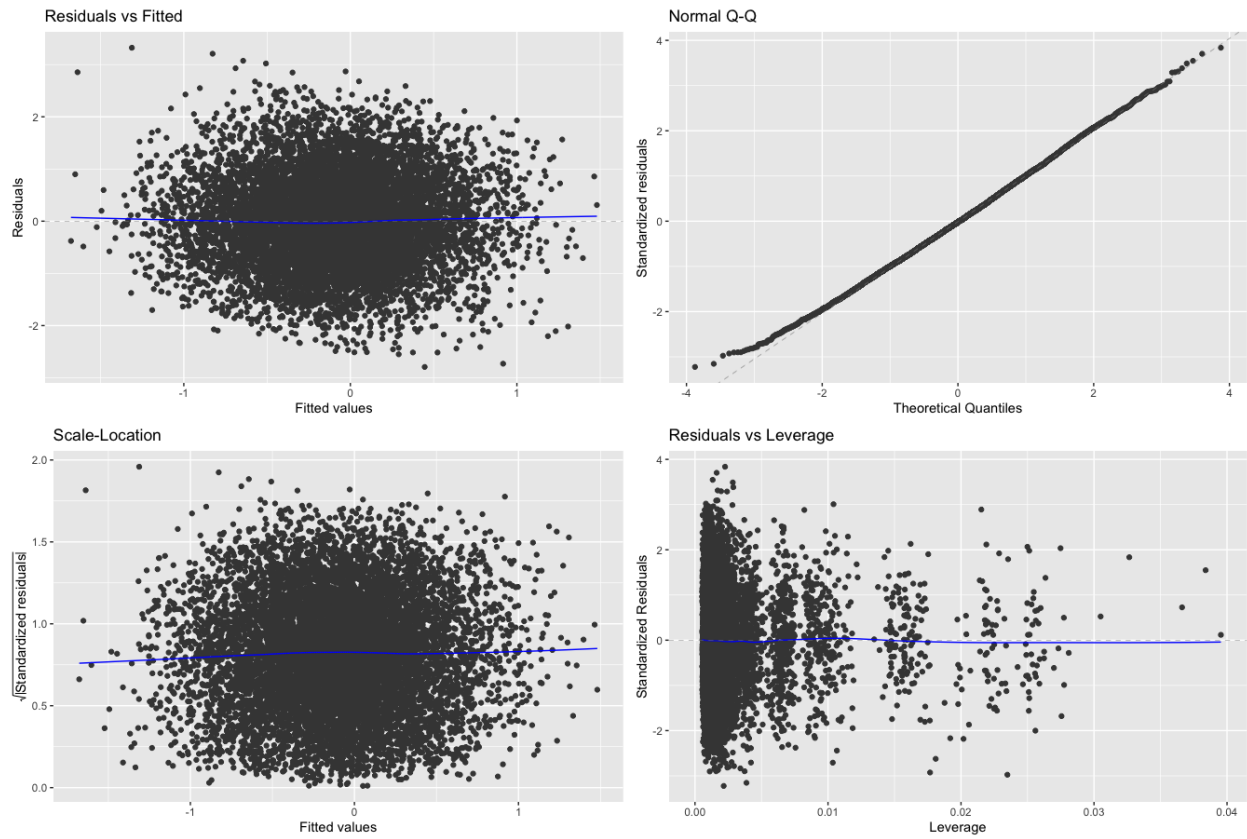 Residuals vs Fitted
Residuals
2
0
-2
-1
0
1
Fitted values
Normal Q-Q
Standardized residuals
4
2
0
-2
-4
-2
0
2
4
Theoretical Quantiles
Scale-Location
√|Standardized residuals|
2.0
1.5
1.0
0.5
0.0
-1
0
1
Fitted values
Residuals vs Leverage
Standardized Residuals
4
2
0
-2
0.00
0.01
0.02
0.03
0.04
Leverage